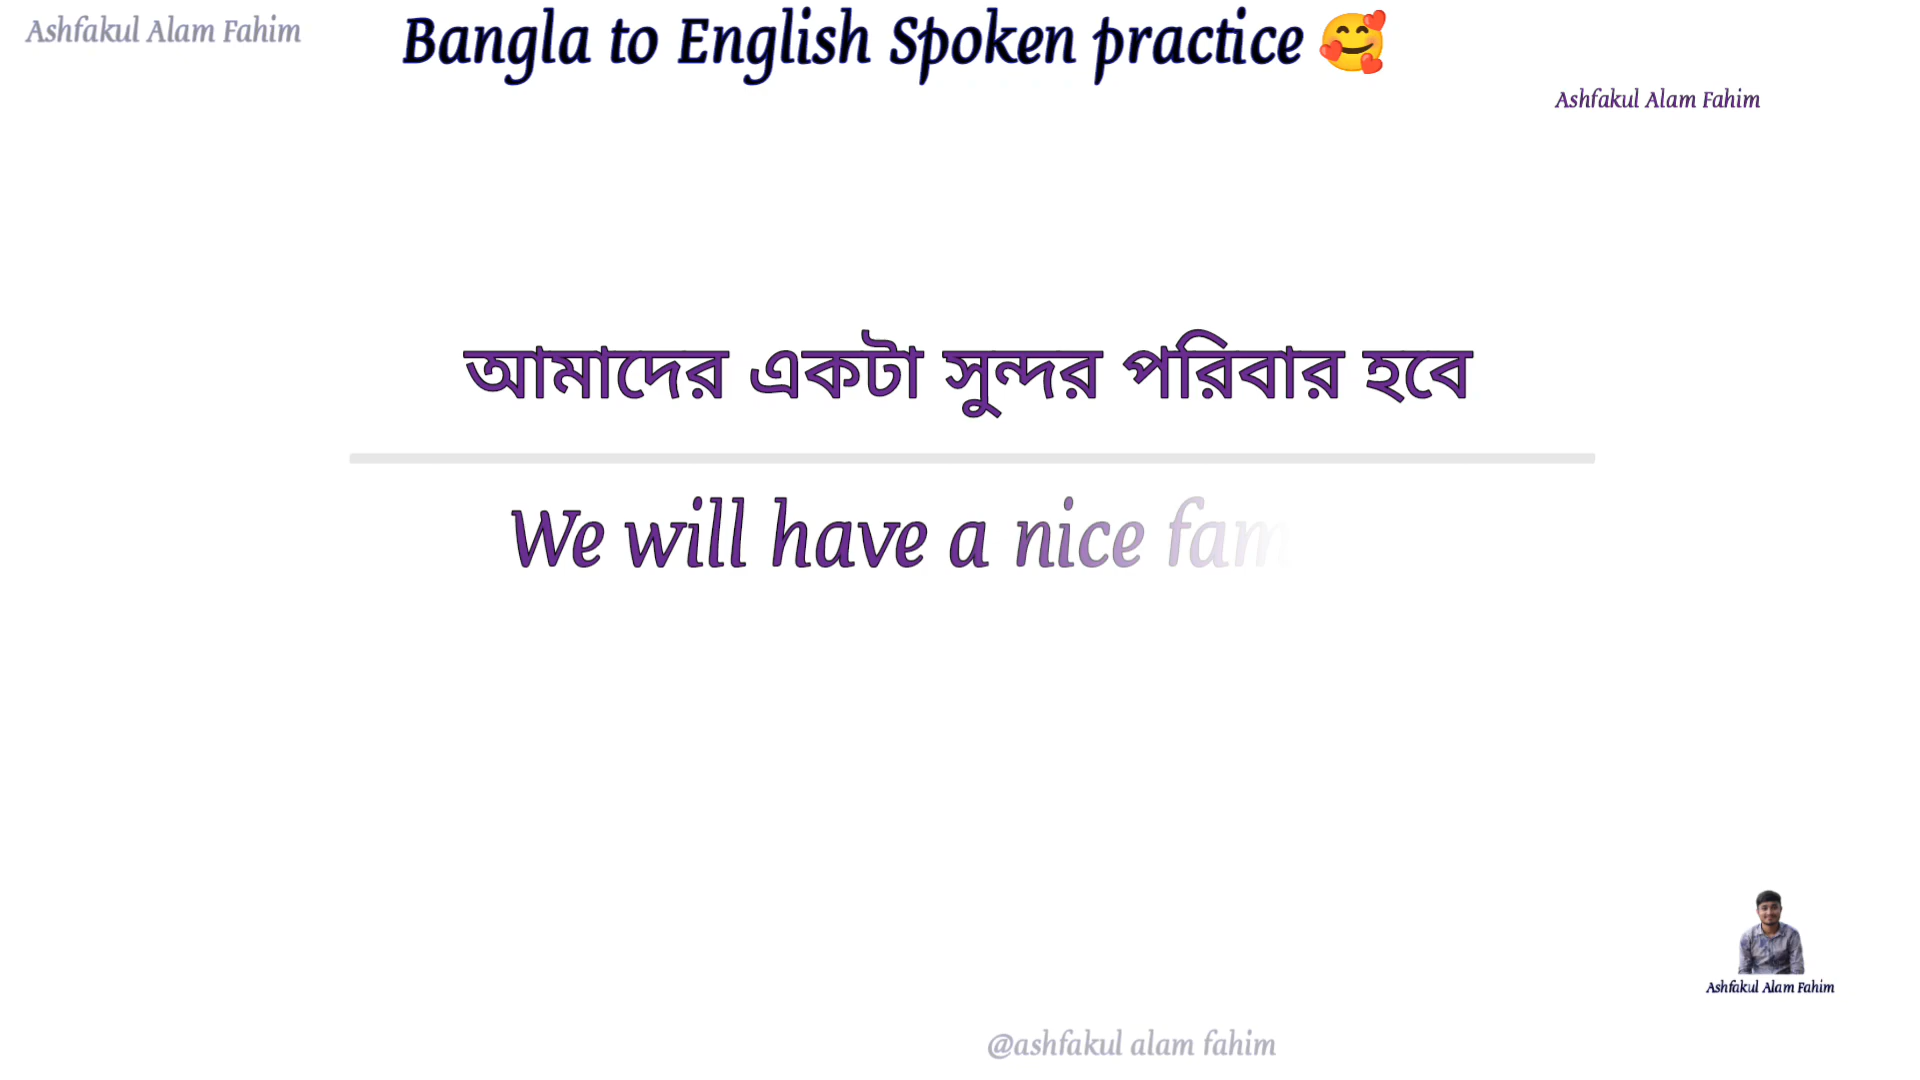 Ashfakul Alam Fahim
Bangla to English Spoken practice 🥰
Ashfakul Alam Fahim
আমাদের একটা সুন্দর পরিবার হবে
We will have a nice fam
Ashfakul Alam Fahim
@ashfakul alam fahim